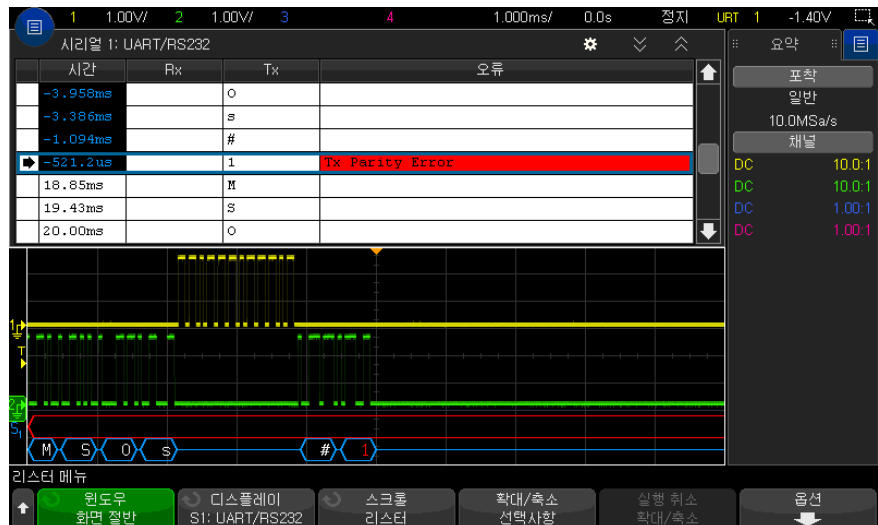 1 1.00V/ 2 1.00V/ 3 4 1.000ms/ 0.0s 정지 URT 1 -1.40V
시리얼 1: UART/RS232
요약
시간 Rx Tx 오류
-3.958ms O
-3.386ms s
-1.094ms #
-521.2us 1 Tx Parity Error
18.85ms M
19.43ms S
20.00ms O
포착
일반
10.0MSa/s
채널
DC 10.0:1
DC 10.0:1
DC 1.00:1
DC 1.00:1
1
T
2
S1
M S O s # 1
리스터 메뉴
윈도우
화면 절반
디스플레이
S1: UART/RS232
스크롤
리스터
확대/축소
선택사항
실행 취소
확대/축소
옵션